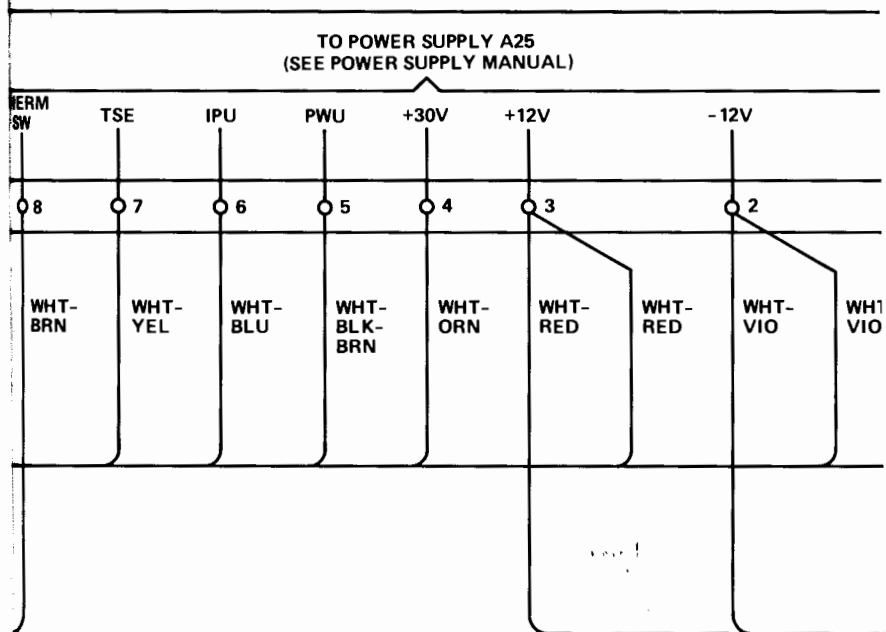 TO POWER SUPPLY A25
(SEE POWER SUPPLY MANUAL)
SW TSE IPU PWU +30V +12V -12V
8 7 6 5 4 3 2
WHT-BRN
WHT-YEL
WHT-BLU
WHT-BLK-BRN
WHT-ORN
WHT-RED
WHT-RED
WHT-VIO
VIO